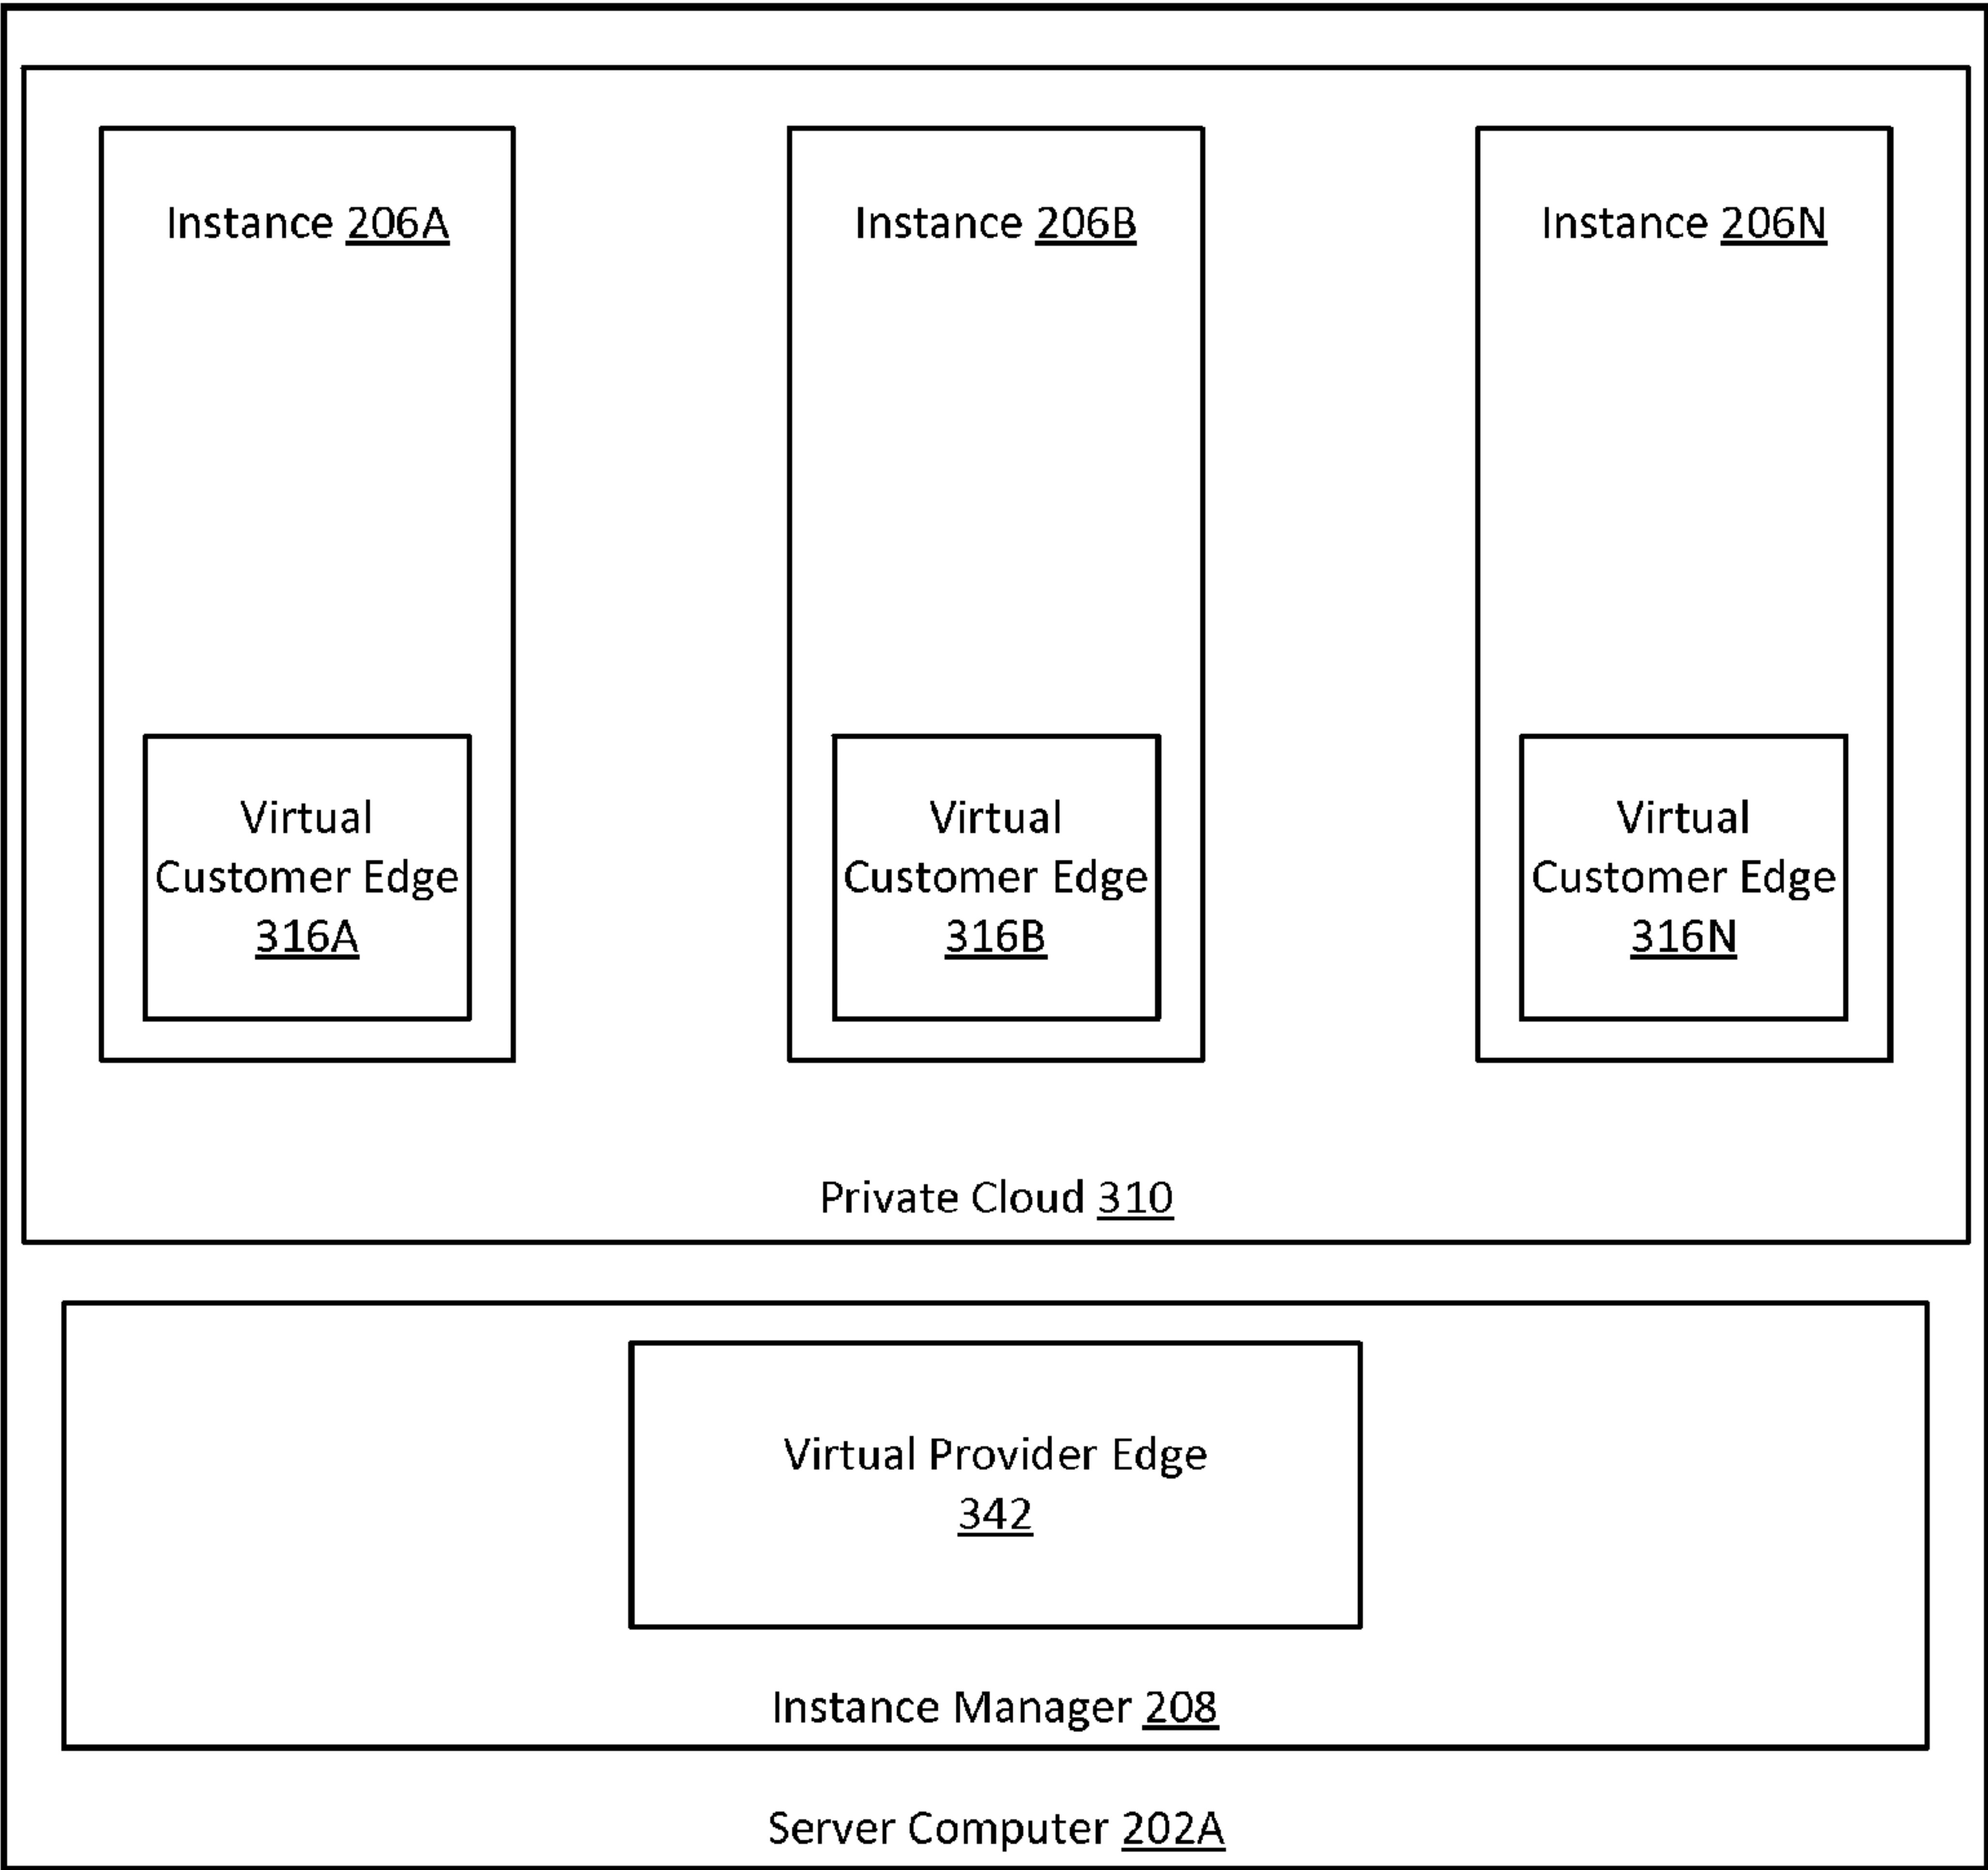 Instance 206A
Instance 206B
Instance 206N
Virtual
Customer Edge
316A
Virtual
Customer Edge
316B
Virtual
Customer Edge
316N
Private Cloud 310
Virtual Provider Edge
342
Instance Manager 208
Server Computer 202A